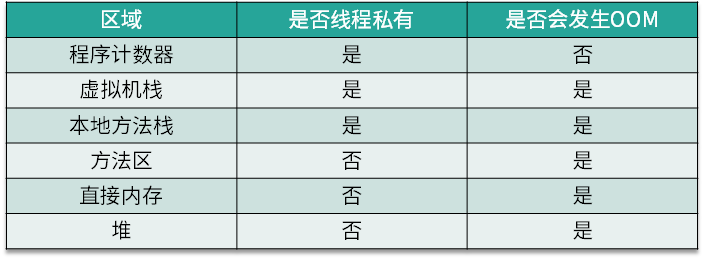 区域 是否线程私有 是否会发生OOM
程序计数器 是 否
虚拟机栈 是 是
本地方法栈 是 是
方法区 否 是
直接内存 否 是
堆 否 是